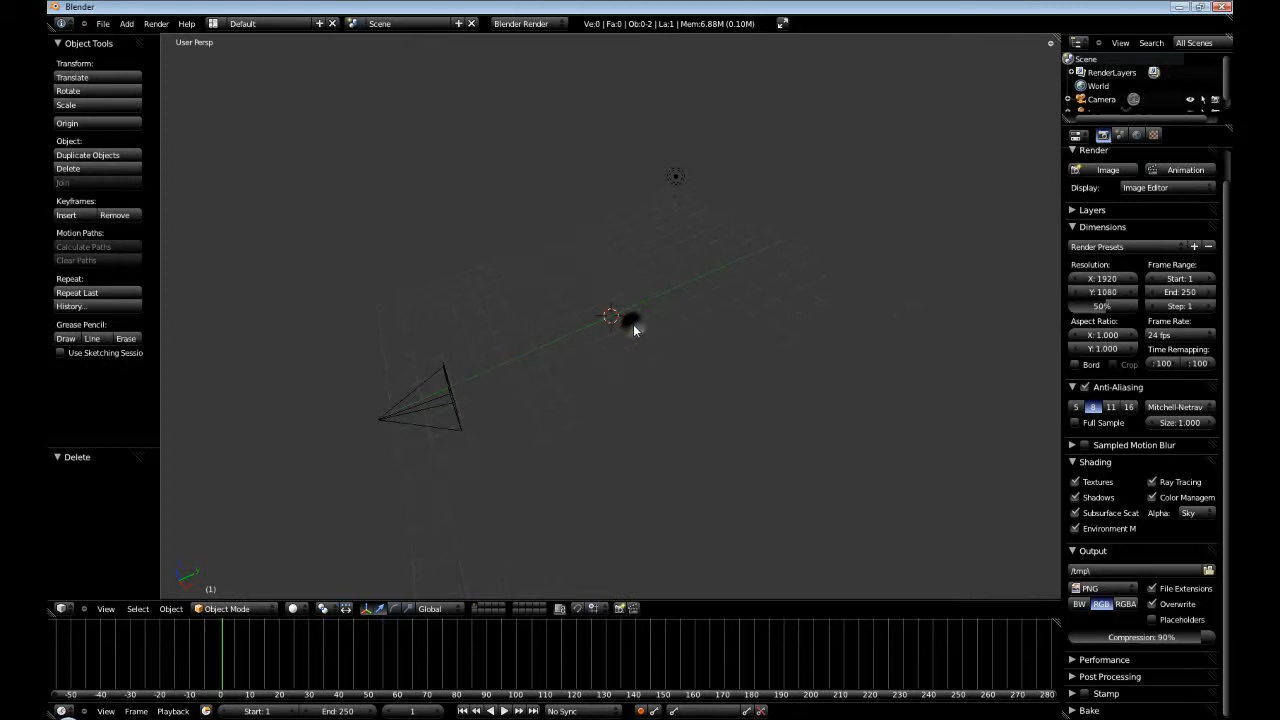 Blender
File Add Render Help Default Scene Blender Render Ve:0 | Fa:0 | Ob:0-2 | La:1 | Mem:6.88M (0.10M)
Object Tools
Transform:
Translate
Rotate
Scale
Origin
Object:
Duplicate Objects
Delete
Join
Keyframes:
Insert Remove
Motion Paths:
Calculate Paths
Clear Paths
Repeat:
Repeat Last
History...
Grease Pencil:
Draw Line Erase
Use Sketching Sessio
Delete
User Persp
(1)
View Select Object Object Mode Global
-50 -40 -30 -20 -10 0 10 20 30 40 50 60 70 80 90 100 110 120 130 140 150 160 170 180 190 200 210 220 230 240 250 260 270 280
View Frame Playback Start: 1 End: 250 1 No Sync
View Search All Scenes
Scene
RenderLayers
World
Camera
Render
Image Animation
Display: Image Editor
Layers
Dimensions
Render Presets
Resolution: Frame Range:
X: 1920 Start: 1
Y: 1080 End: 250
50% Step: 1
Aspect Ratio: Frame Rate:
X: 1.000 24 fps
Y: 1.000 Time Remapping:
Bord Crop : 100 : 100
Anti-Aliasing
5 8 11 16 Mitchell-Netrav
Full Sample Size: 1.000
Sampled Motion Blur
Shading
Textures Ray Tracing
Shadows Color Managem
Subsurface Scat Alpha: Sky
Environment M
Output
/tmp\
PNG File Extensions
BW RGB RGBA Overwrite
Placeholders
Compression: 90%
Performance
Post Processing
Stamp
Bake